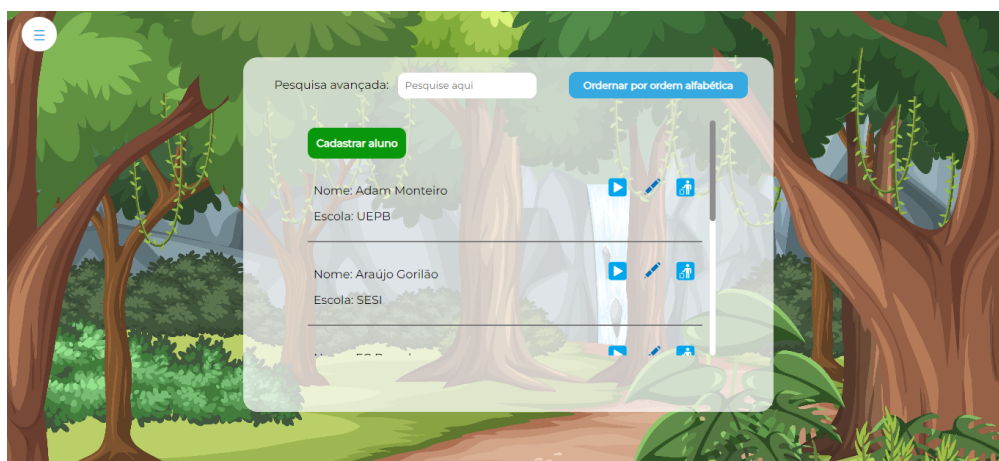 Pesquisa avançada: Pesquise aqui Ordernar por ordem alfabética
Cadastrar aluno
Nome: Adam Monteiro
Escola: UEPB
Nome: Araújo Gorilão
Escola: SESI